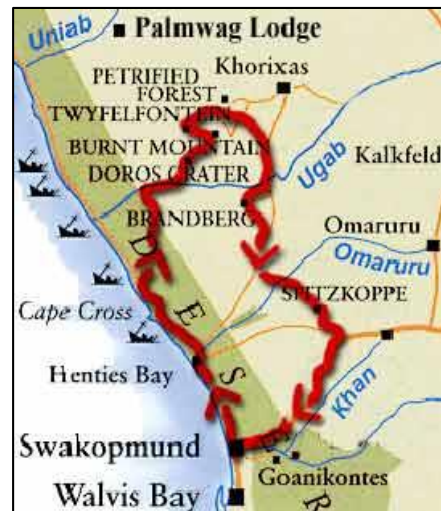 Uniab
Palmwag Lodge
PETRIFIED
FOREST
Khorixas
TWYFELFONTEIN
BURNT MOUNTAIN
Kalkfeld
DOROS CRATER
Ugab
BRANDBERG
Omaruru
Omaruru
D
E
S
E
R
SPITZKOPPE
Cape Cross
Henties Bay
Khan
Swakopmund
Goanikontes
Walvis Bay